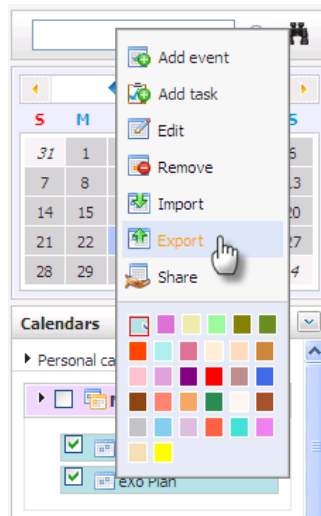 Add event
Add task
S M S
Edit
31 1 6
Remove
7 8 13
Import
14 15 20
Export
21 22 27
28 29 4
Share
Calendars
Personal ca
eXo Plan